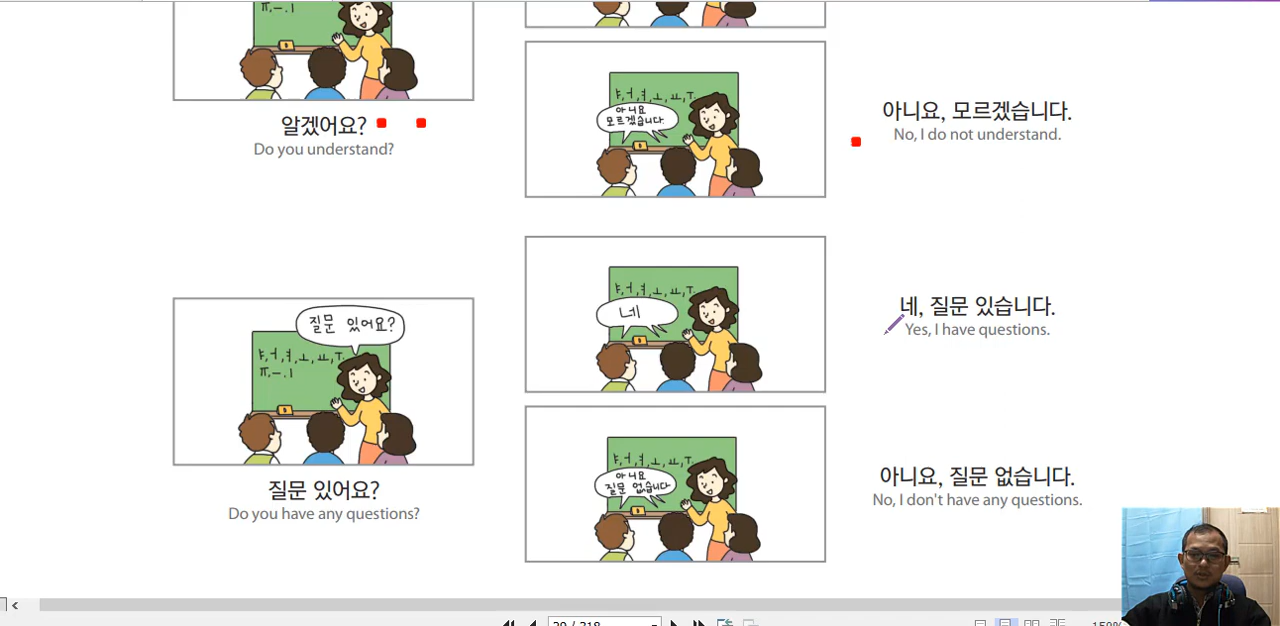 아니요
모르겠습니다.
알겠어요?
Do you understand?
아니요, 모르겠습니다.
No, I do not understand.
질문 있어요?
ㅑ, ㅓ, ㅕ, ㅗ, ㅛ, ㅜ
ㅠ, ㅡ, ㅣ
질문 있어요?
Do you have any questions?
네
네, 질문 있습니다.
Yes, I have questions.
아니요
질문 없습니다
아니요, 질문 없습니다.
No, I don't have any questions.